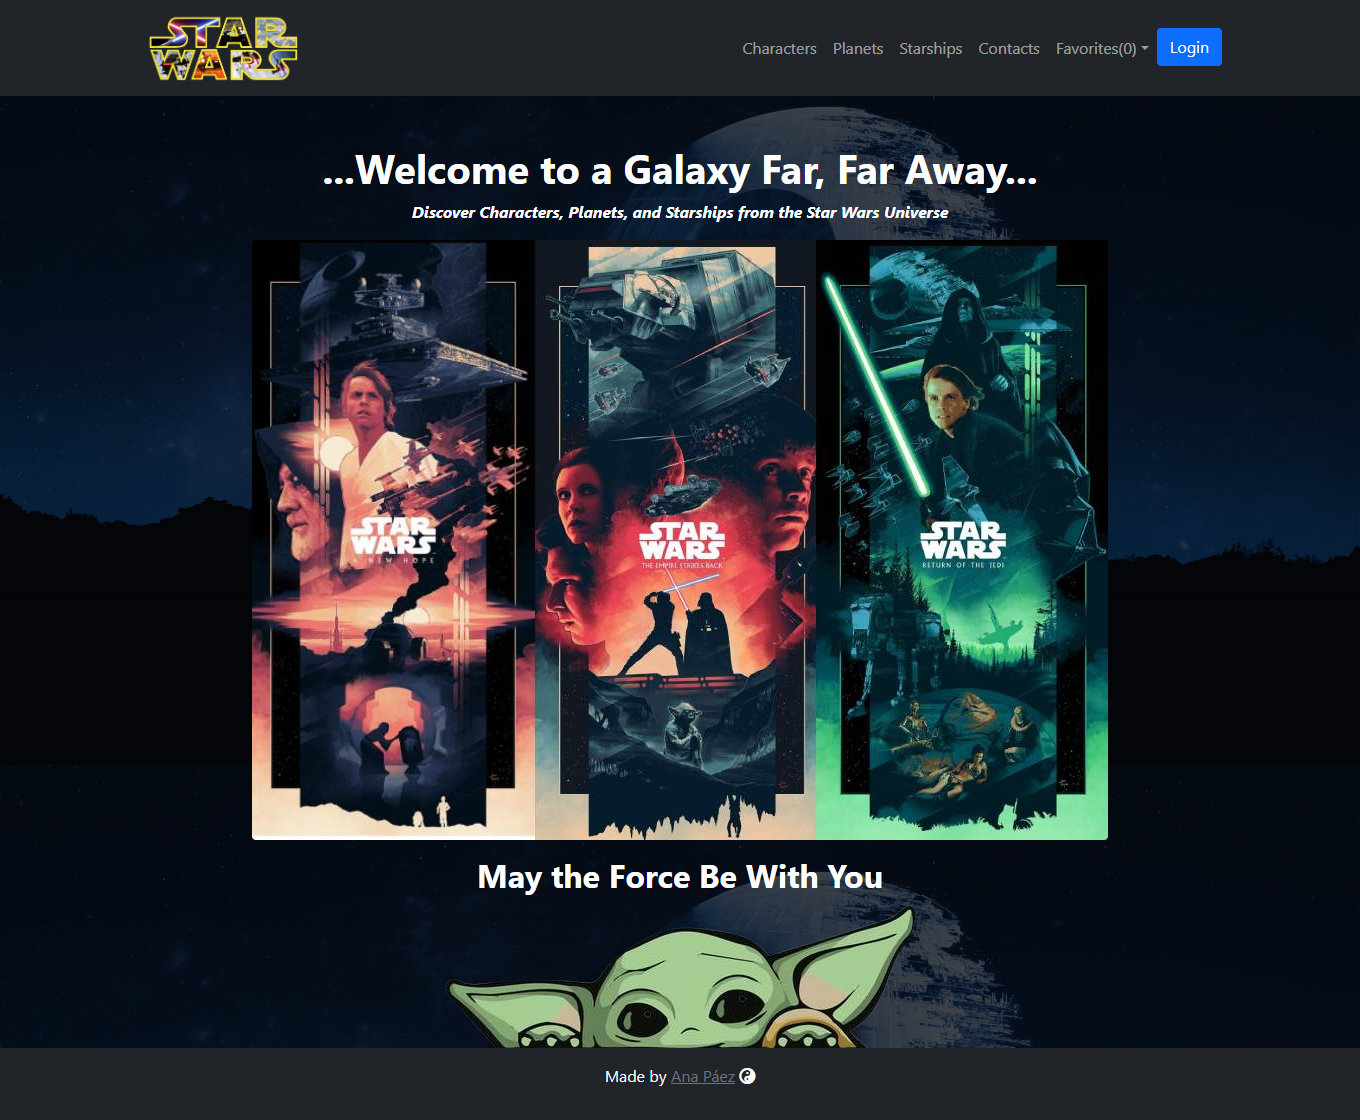 STAR
WARS
Characters Planets Starships Contacts Favorites(0) Login
...Welcome to a Galaxy Far, Far Away...
Discover Characters, Planets, and Starships from the Star Wars Universe
STAR
WARS
A NEW HOPE
STAR
WARS
THE EMPIRE STRIKES BACK
STAR
WARS
RETURN OF THE JEDI
May the Force Be With You
Made by Ana Páez